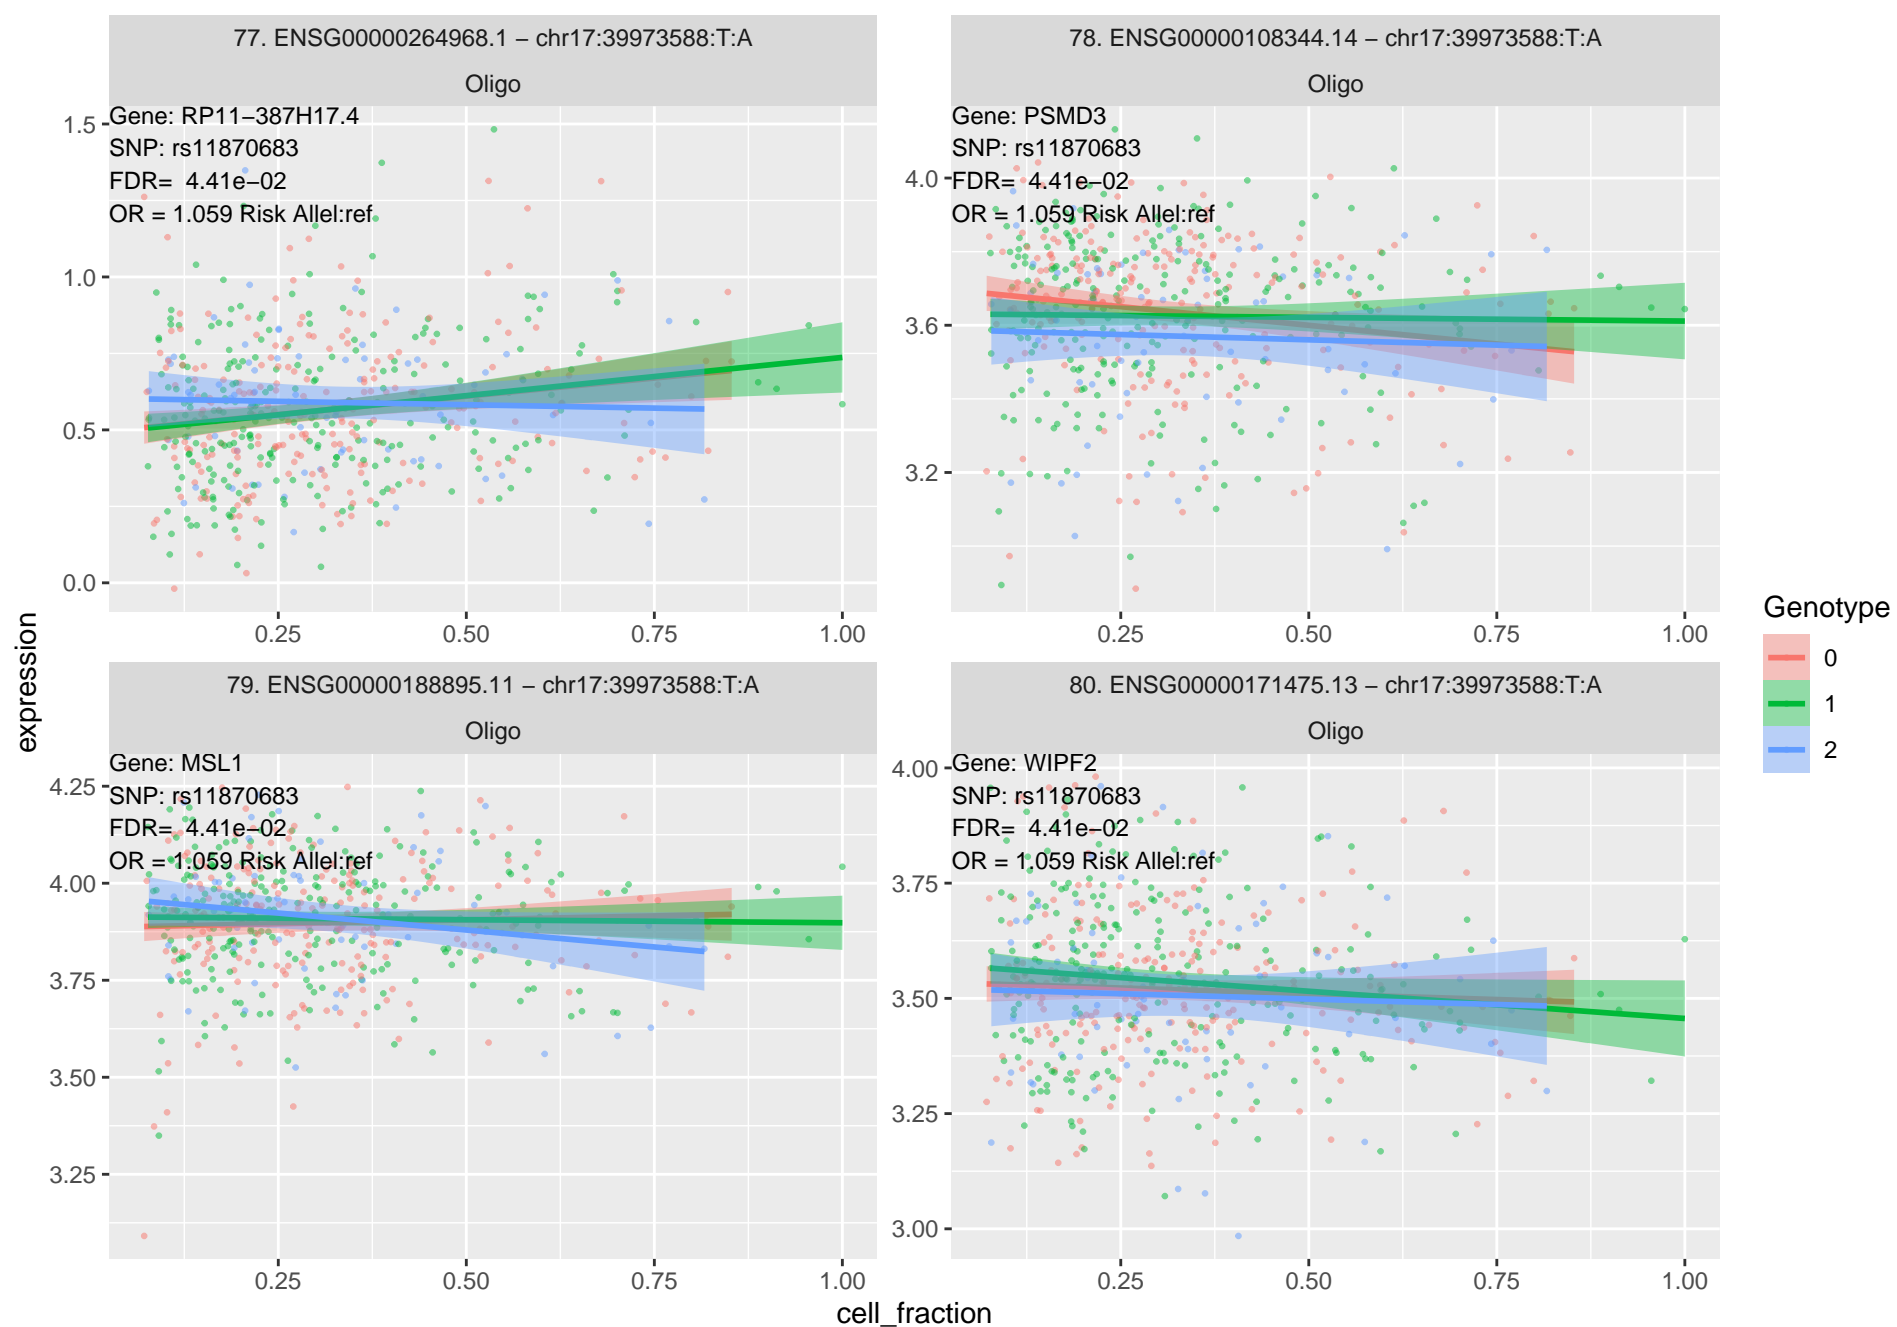 77. ENSG00000264968.1 − chr17:39973588:T:A
Oligo
Gene: RP11−387H17.4
SNP: rs11870683
FDR= 4.41e−02
OR = 1.059 Risk Allel:ref
1.5
1.0
0.5
0.0
0.25 0.50 0.75 1.00
78. ENSG00000108344.14 − chr17:39973588:T:A
Oligo
Gene: PSMD3
SNP: rs11870683
FDR= 4.41e−02
OR = 1.059 Risk Allel:ref
4.0
3.6
3.2
0.25 0.50 0.75 1.00
79. ENSG00000188895.11 − chr17:39973588:T:A
Oligo
Gene: MSL1
SNP: rs11870683
FDR= 4.41e−02
OR = 1.059 Risk Allel:ref
4.25
4.00
3.75
3.50
3.25
0.25 0.50 0.75 1.00
80. ENSG00000171475.13 − chr17:39973588:T:A
Oligo
Gene: WIPF2
SNP: rs11870683
FDR= 4.41e−02
OR = 1.059 Risk Allel:ref
4.00
3.75
3.50
3.25
3.00
0.25 0.50 0.75 1.00
expression
cell_fraction
Genotype
0
1
2